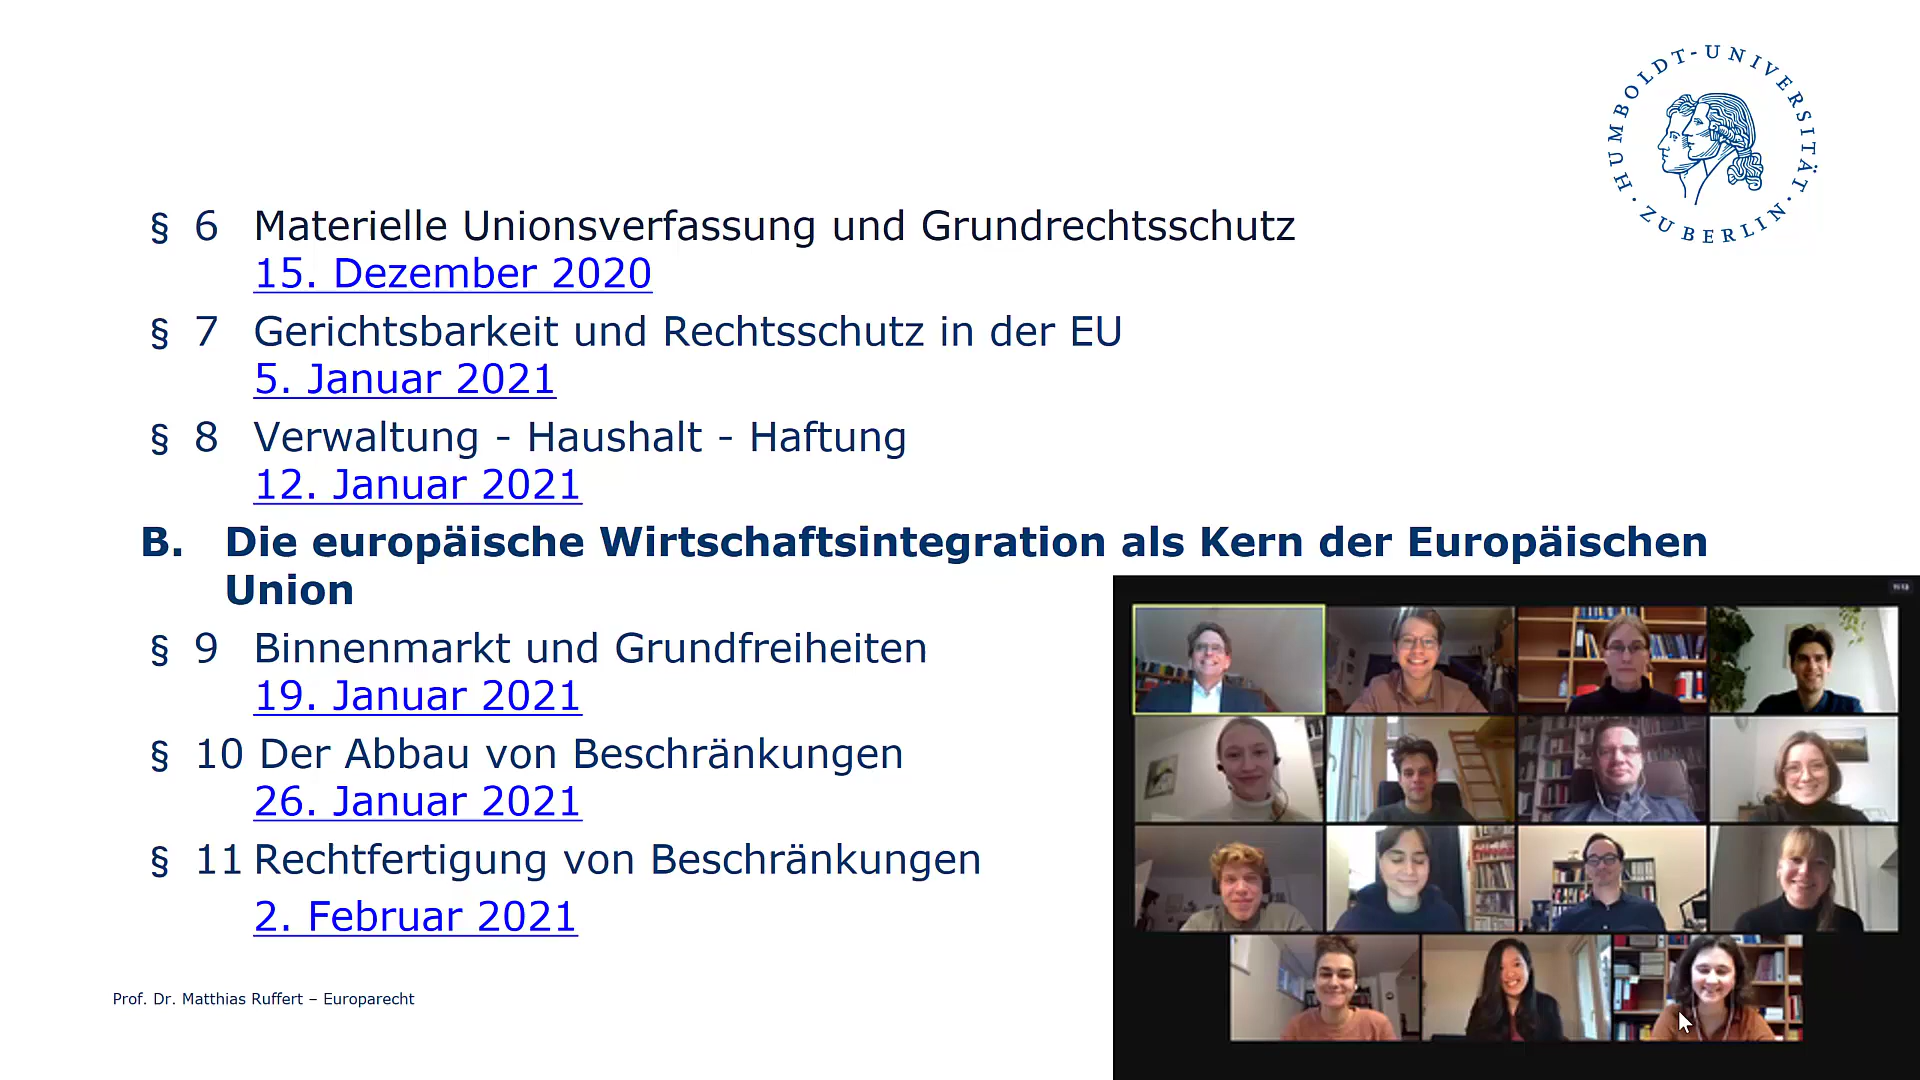 HUMBOLDT-UNIVERSITÄT · ZU BERLIN ·
§ 6 Materielle Unionsverfassung und Grundrechtsschutz
15. Dezember 2020
§ 7 Gerichtsbarkeit und Rechtsschutz in der EU
5. Januar 2021
§ 8 Verwaltung - Haushalt - Haftung
12. Januar 2021
B. Die europäische Wirtschaftsintegration als Kern der Europäischen
Union
§ 9 Binnenmarkt und Grundfreiheiten
19. Januar 2021
§ 10 Der Abbau von Beschränkungen
26. Januar 2021
§ 11 Rechtfertigung von Beschränkungen
2. Februar 2021
Prof. Dr. Matthias Ruffert – Europarecht